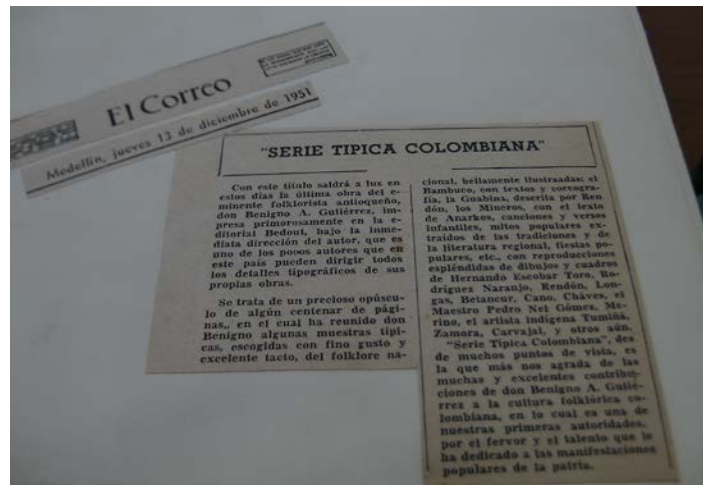 El Correo
Medellín, jueves 13 de diciembre de 1951
"SERIE TIPICA COLOMBIANA"
Con este título saldrá a luz en
estos días la última obra del e-
minente folklorista antioqueño,
don Benigno A. Gutiérrez, im-
presa primorosamente en la e-
ditorial Bedout, bajo la inme-
diata dirección del autor, que es
uno de los pocos autores que en
este país pueden dirigir todos
los detalles tipográficos de sus
propias obras.
Se trata de un precioso opúscu-
lo de algún centenar de pági-
nas,, en el cual ha reunido don
Benigno algunas muestras típi-
cas, escogidas con fino gusto y
excelente tacto, del folklore na-
cional, bellamente ilustraadas: el
Bambuco, con textos y coreogra-
fía, la Guabina, descrita por Ren
dón, los Mineros, con el texto
de Anarkos, canciones y versos
infantiles, mitos populares ex-
traídos de las tradiciones y de
la literatura regional, fiestas po-
pulares, etc., con reproducciones
espléndidas de dibujos y cuadros
de Hernando Escobar Toro, Ro-
dríguez Naranjo, Rendón, Lon-
gas, Betancur, Cano, Cháves, el
Maestro Pedro Nel Gómez, Me-
rino, el artista indígena Tumiñá,
Zamora, Carvajal, y otros aún.
"Serie Típica Colombiana", des
de muchos puntos de vista, es
la que más nos agrada de las
muchas y excelentes contribu-
ciones de don Benigno A. Gutié-
rrez a la cultura folklórica co-
lombiana, en lo cual es una de
nuestras primeras autoridades,
por el fervor y el talento que le
ha dedicado a las manifestaciones
populares de la patria.